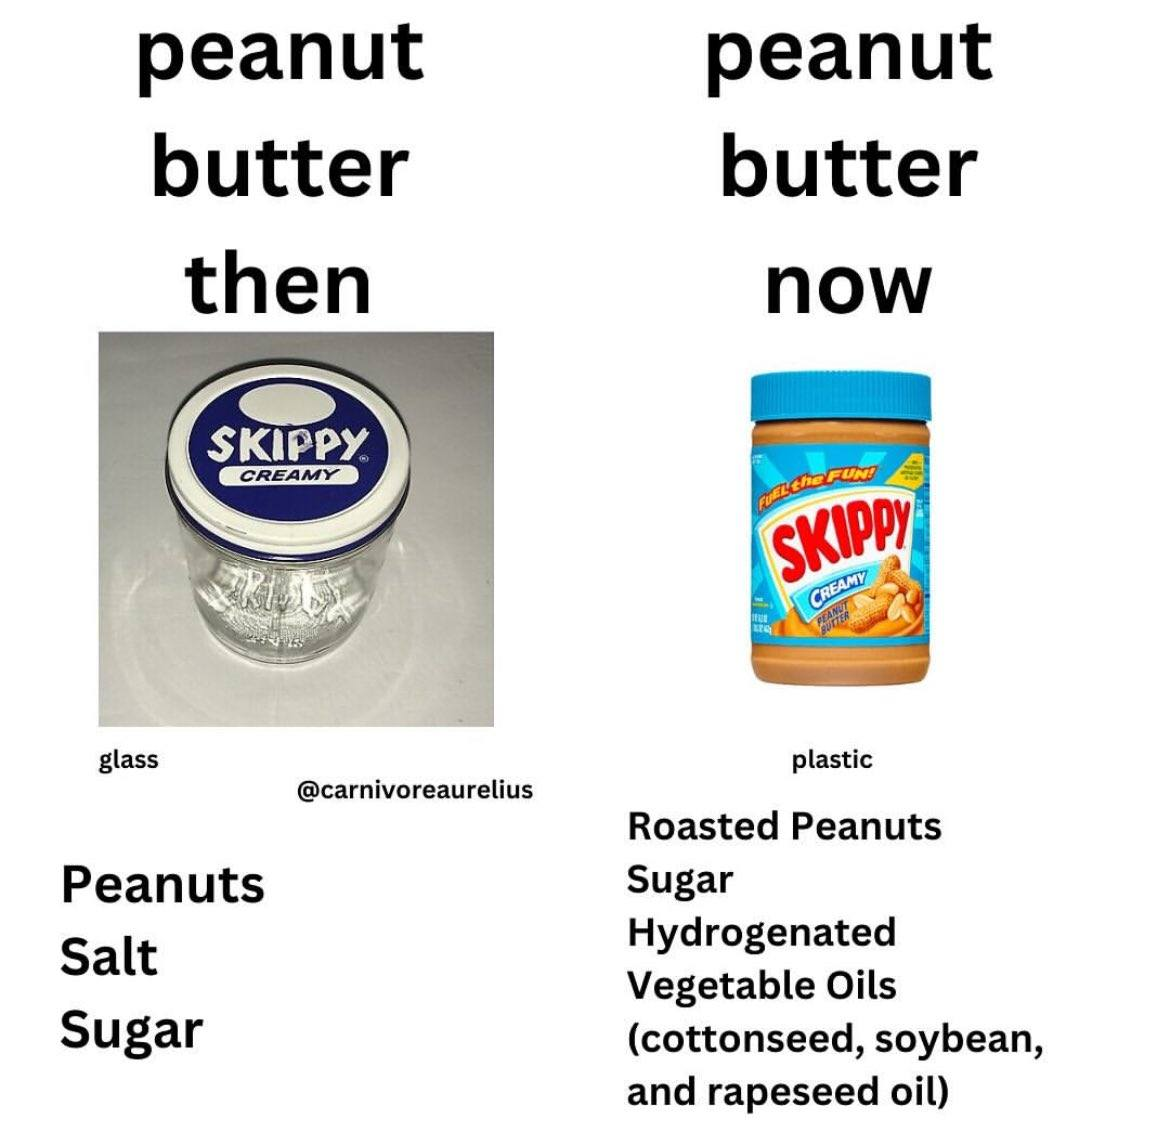 peanut
butter
then
SKIPPY
CREAMY
glass
@carnivoreaurelius
Peanuts
Salt
Sugar
peanut
butter
now
FUEL the FUN!
SKIPPY
CREAMY
PEANUT
BUTTER
plastic
Roasted Peanuts
Sugar
Hydrogenated
Vegetable Oils
(cottonseed, soybean,
and rapeseed oil)